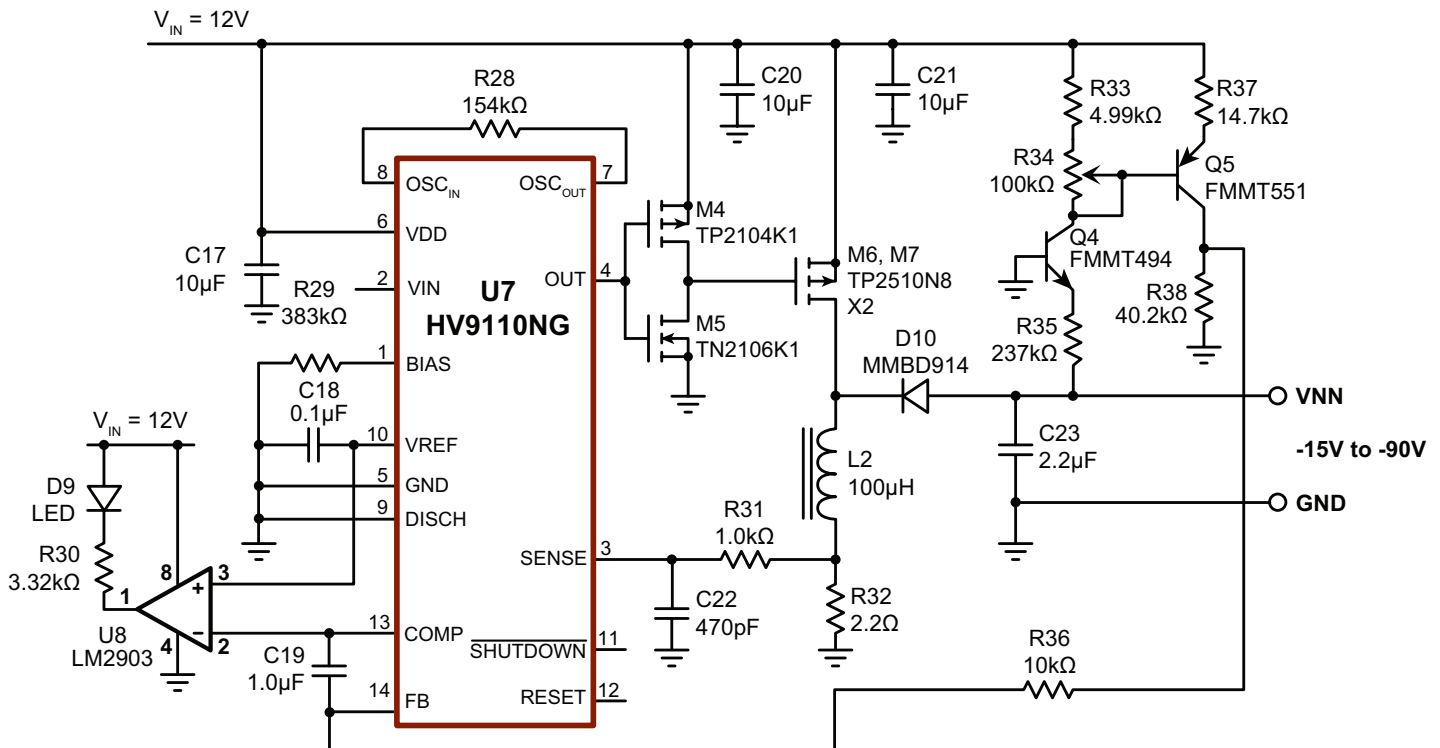 V_IN = 12V
R28
154kΩ
C20
10µF
C21
10µF
R33
4.99kΩ
R37
14.7kΩ
R34
100kΩ
Q5
FMMT551
8
OSC_IN
7
OSC_OUT
6
VDD
C17
10µF
M4
TP2104K1
Q4
FMMT494
2
VIN
R29
383kΩ
U7
HV9110NG
OUT
4
M6, M7
TP2510N8
X2
R38
40.2kΩ
M5
TN2106K1
R35
237kΩ
1
BIAS
D10
MMBD914
C18
0.1µF
VNN
V_IN = 12V
10
VREF
C23
2.2µF
-15V to -90V
L2
100µH
5
GND
D9
LED
9
DISCH
GND
R31
1.0kΩ
SENSE
3
R30
3.32kΩ
8
3
+
1
C22
470pF
R32
2.2Ω
U8
LM2903
4
–
2
13
COMP
SHUTDOWN
11
C19
1.0µF
R36
10kΩ
14
FB
RESET
12